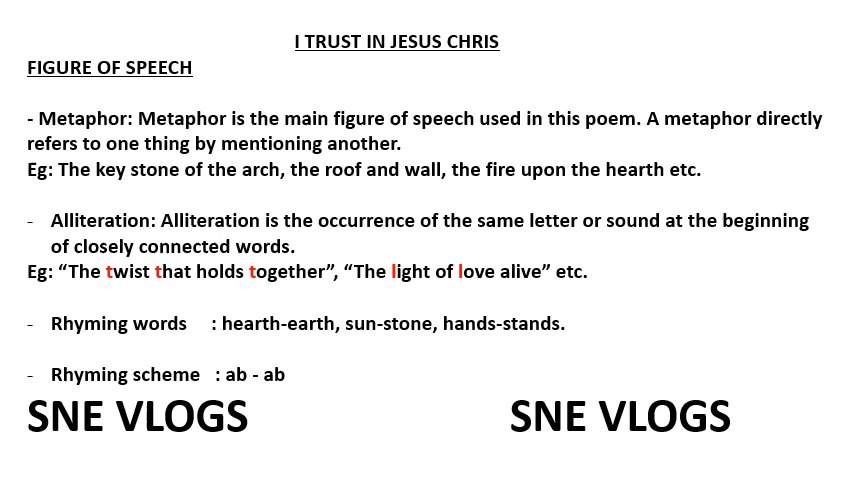 I TRUST IN JESUS CHRIS
FIGURE OF SPEECH
- Metaphor: Metaphor is the main figure of speech used in this poem. A metaphor directly
refers to one thing by mentioning another.
Eg: The key stone of the arch, the roof and wall, the fire upon the hearth etc.
- Alliteration: Alliteration is the occurrence of the same letter or sound at the beginning
of closely connected words.
Eg: “The twist that holds together”, “The light of love alive” etc.
- Rhyming words : hearth-earth, sun-stone, hands-stands.
- Rhyming scheme : ab - ab
SNE VLOGS SNE VLOGS